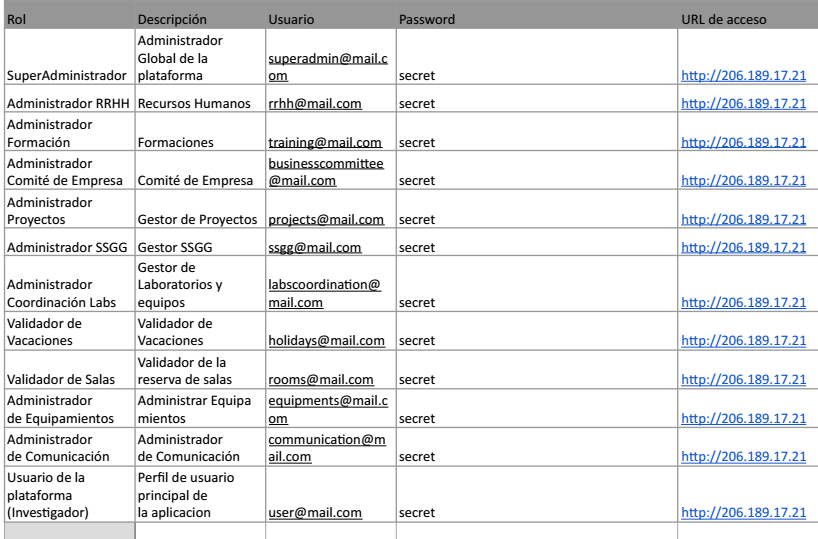 Rol Descripción Usuario Password URL de acceso
Administrador
Global de la superadmin@mail.c
SuperAdministrador plataforma om secret http://206.189.17.21
Administrador RRHH Recursos Humanos rrhh@mail.com secret http://206.189.17.21
Administrador
Formación Formaciones training@mail.com secret http://206.189.17.21
Administrador businesscommittee
Comité de Empresa Comité de Empresa @mail.com secret http://206.189.17.21
Administrador
Proyectos Gestor de Proyectos projects@mail.com secret http://206.189.17.21
Administrador SSGG Gestor SSGG ssgg@mail.com secret http://206.189.17.21
Gestor de
Administrador Laboratorios y labscoordination@
Coordinación Labs equipos mail.com secret http://206.189.17.21
Validador de Validador de
Vacaciones Vacaciones holidays@mail.com secret http://206.189.17.21
Validador de la
Validador de Salas reserva de salas rooms@mail.com secret http://206.189.17.21
Administrador Administrar Equipa equipments@mail.c
de Equipamientos mientos om secret http://206.189.17.21
Administrador Administrador communication@m
de Comunicación de Comunicación ail.com secret http://206.189.17.21
Usuario de la Perfil de usuario
plataforma principal de
(Investigador) la aplicacion user@mail.com secret http://206.189.17.21